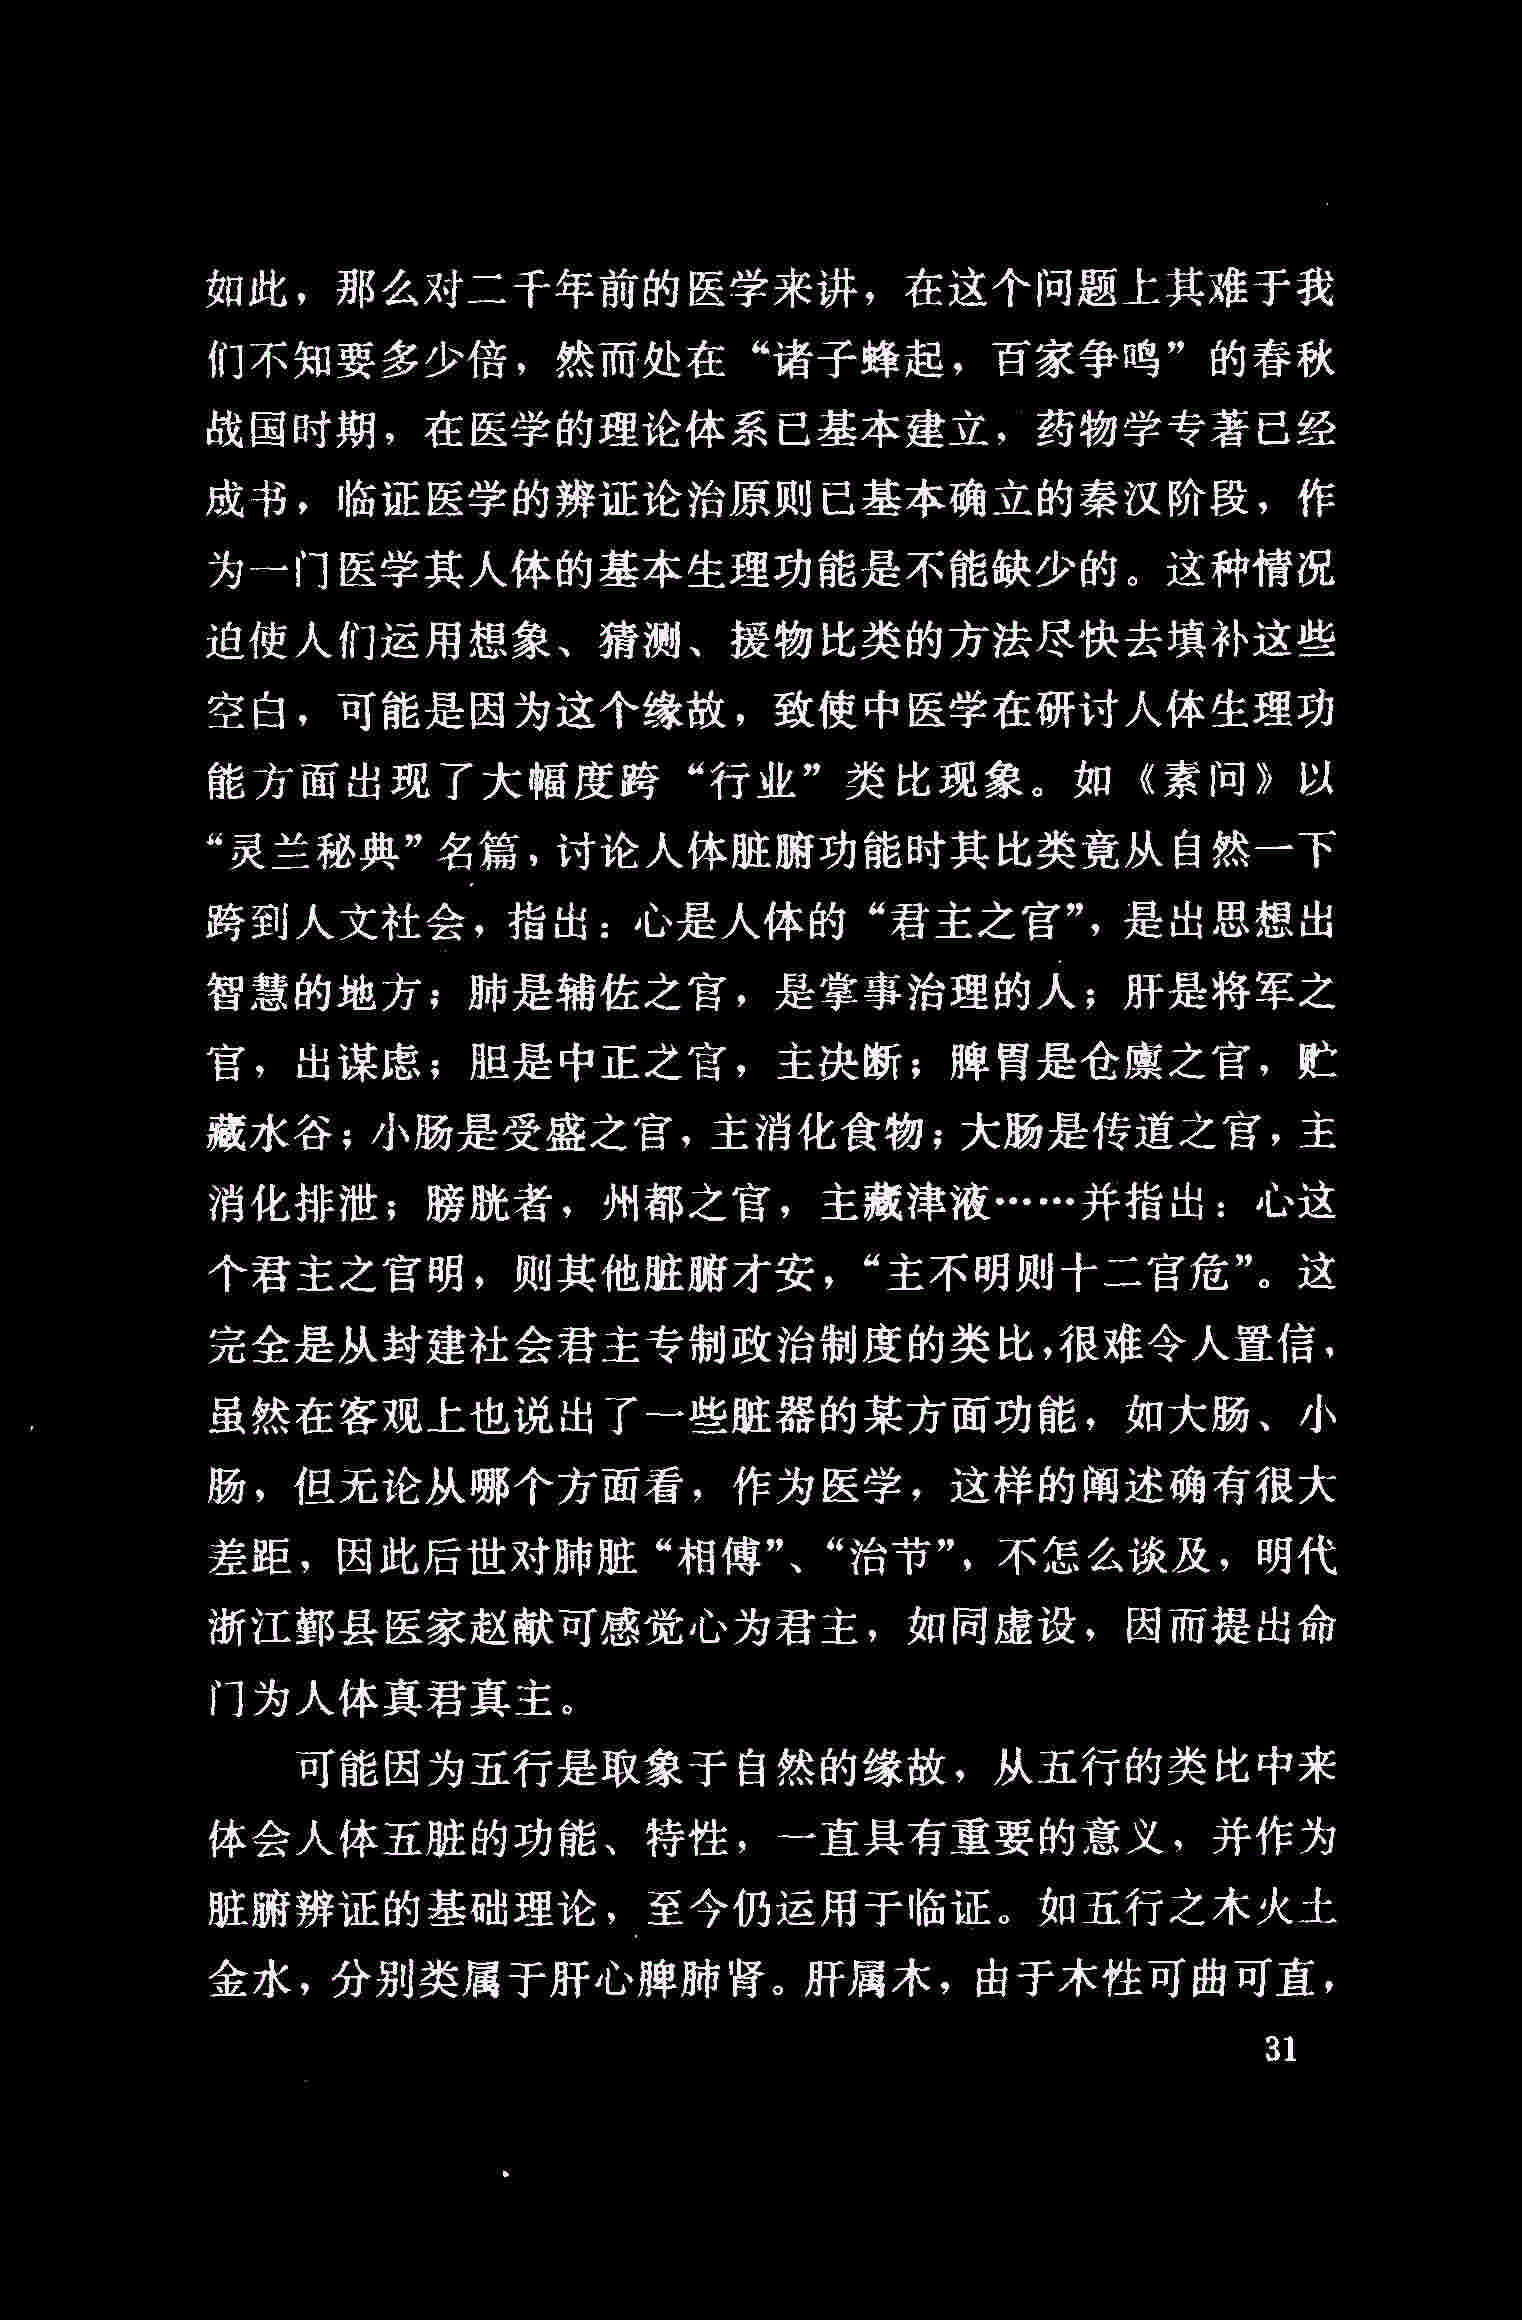 如此，那么对二千年前的医学来讲，在这个问题上其难于我
们不知要多少倍，然而处在“诸子蜂起，百家争鸣”的春秋
战国时期，在医学的理论体系已基本建立，药物学专著已经
成书，临证医学的辨证论治原则已基本确立的秦汉阶段，作
为一门医学其人体的基本生理功能是不能缺少的。这种情况
迫使人们运用想象、猜测、援物比类的方法尽快去填补这些
空白，可能是因为这个缘故，致使中医学在研讨人体生理功
能方面出现了大幅度跨“行业”类比现象。如《素问》以
“灵兰秘典”名篇，讨论人体脏腑功能时其比类竟从自然一下
跨到人文社会，指出：心是人体的“君主之官”，是出思想出
智慧的地方；肺是辅佐之官，是掌事治理的人；肝是将军之
官，出谋虑；胆是中正之官，主决断；脾胃是仓廪之官，贮
藏水谷；小肠是受盛之官，主消化食物；大肠是传道之官，主
消化排泄；膀胱者，州都之官，主藏津液……并指出：心这
个君主之官明，则其他脏腑才安，“主不明则十二官危”。这
完全是从封建社会君主专制政治制度的类比，很难令人置信，
虽然在客观上也说出了一些脏器的某方面功能，如大肠、小
肠，但无论从哪个方面看，作为医学，这样的阐述确有很大
差距，因此后世对肺脏“相傅”、“治节”，不怎么谈及，明代
浙江鄞县医家赵献可感觉心为君主，如同虚设，因而提出命
门为人体真君真主。
可能因为五行是取象于自然的缘故，从五行的类比中来
体会人体五脏的功能、特性，一直具有重要的意义，并作为
脏腑辨证的基础理论，至今仍运用于临证。如五行之木火土
金水，分别类属于肝心脾肺肾。肝属木，由于木性可曲可直，
31